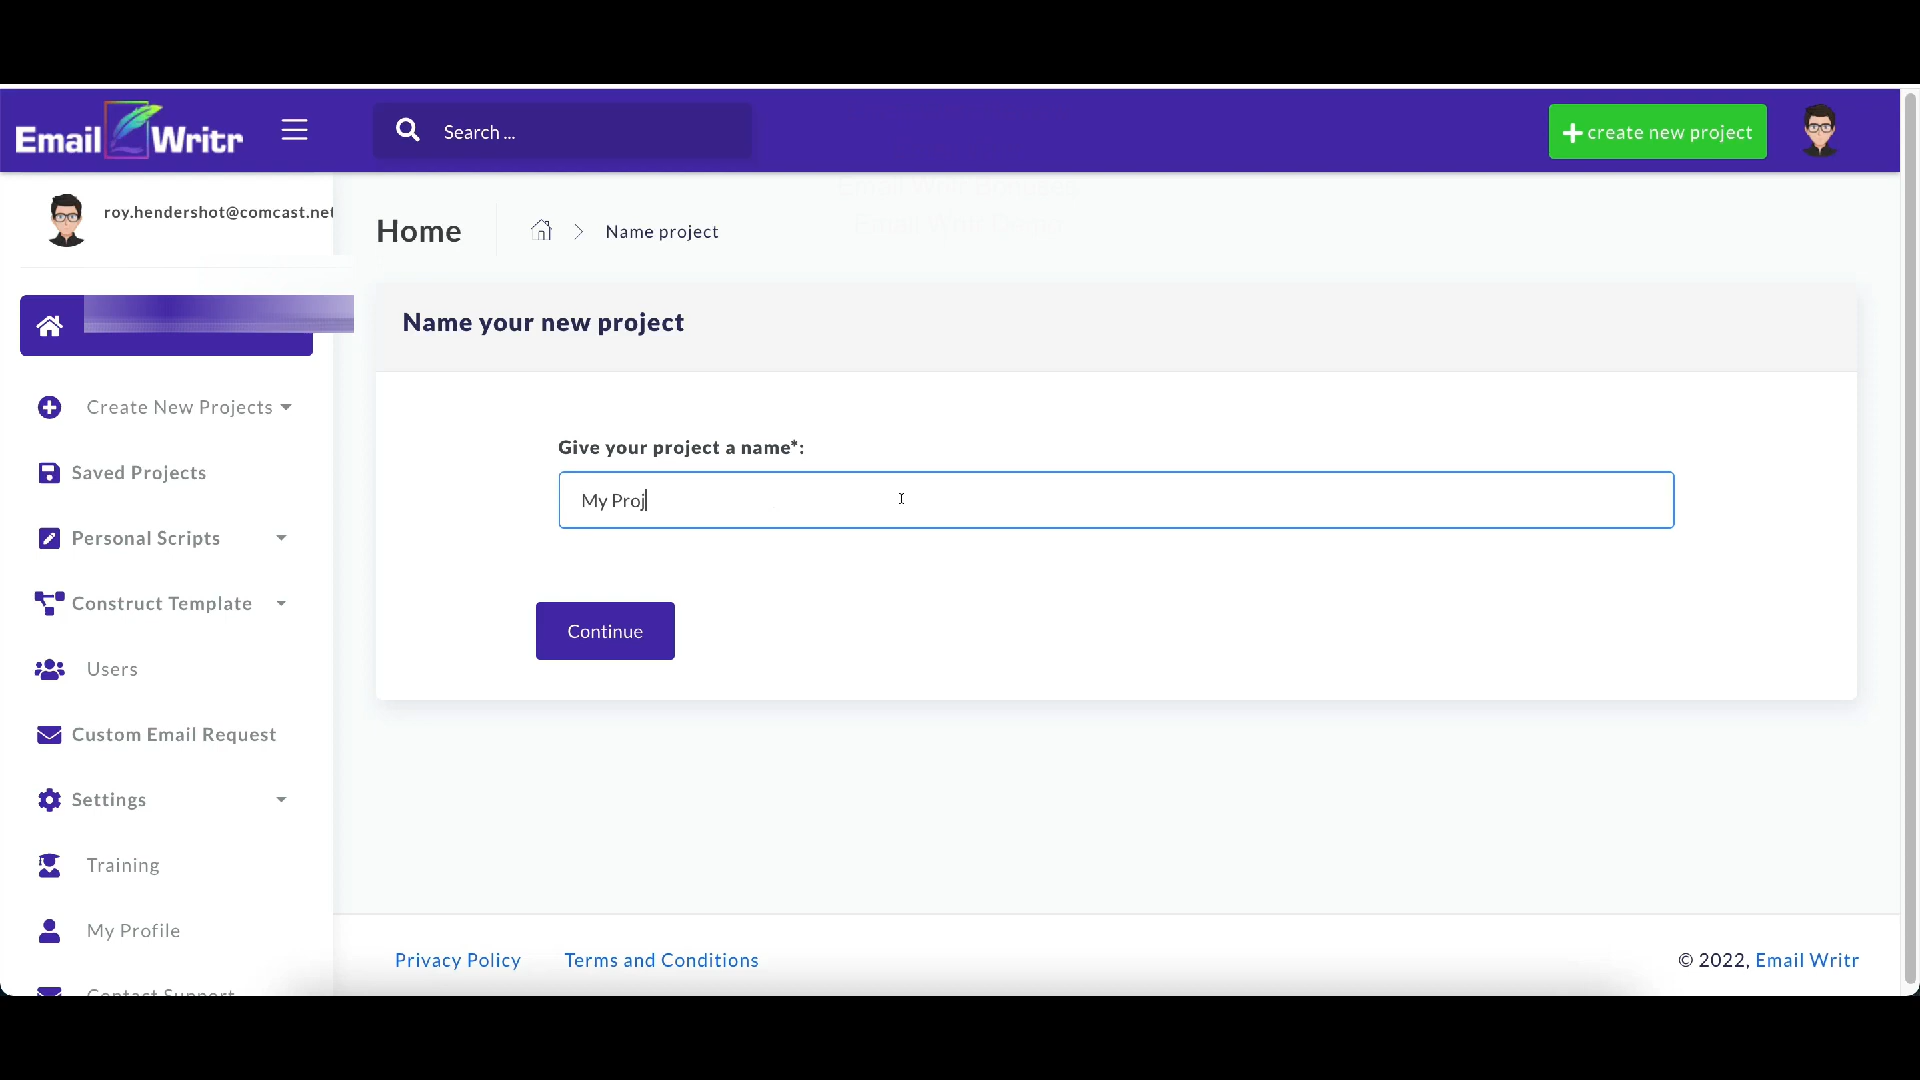 Email Writr
Search ...
create new project
roy.hendershot@comcast.net
Home
Name project
Name your new project
Create New Projects
Give your project a name*:
Saved Projects
My Proj
Personal Scripts
Construct Template
Continue
Users
Custom Email Request
Settings
Training
My Profile
Privacy Policy
Terms and Conditions
© 2022, Email Writr
Contact Support